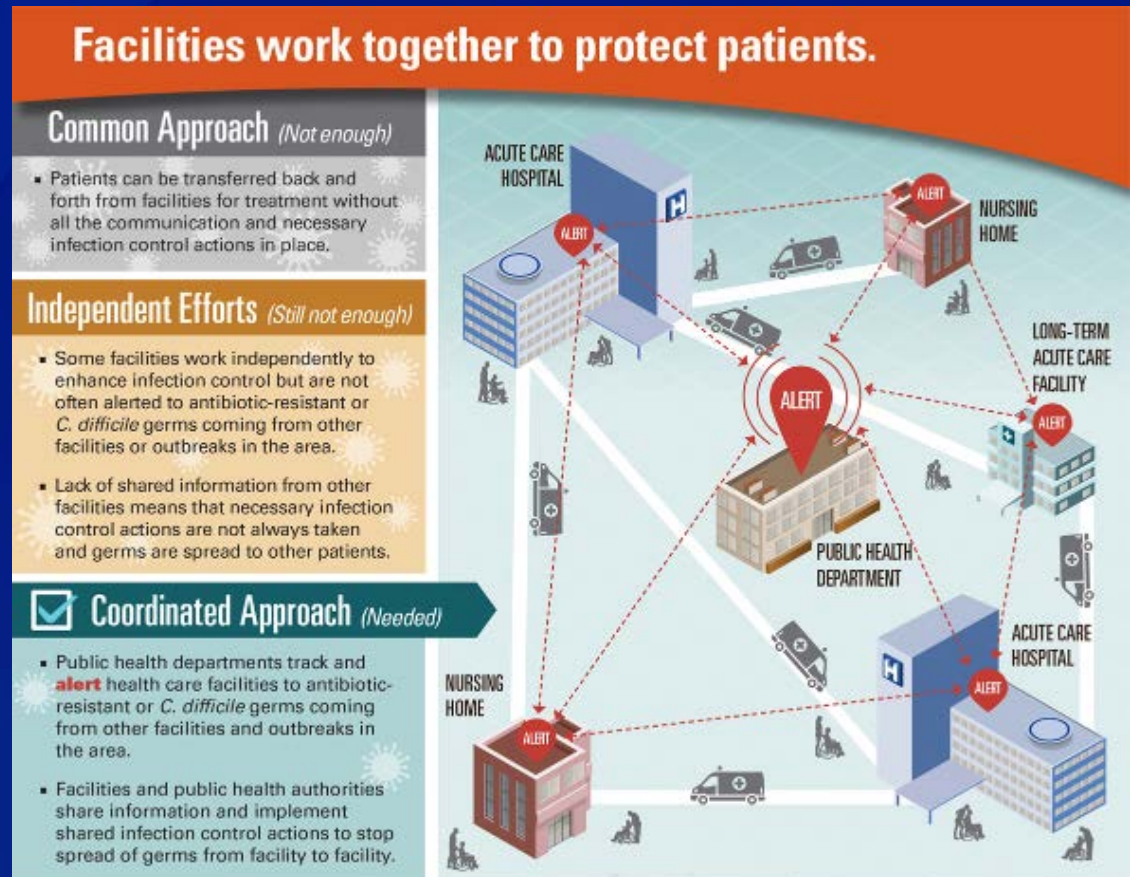 Facilities work together to protect patients.
Common Approach (Not enough)
▪ Patients can be transferred back and
forth from facilities for treatment without
all the communication and necessary
infection control actions in place.
Independent Efforts (Still not enough)
▪ Some facilities work independently to
enhance infection control but are not
often alerted to antibiotic-resistant or
C. difficile germs coming from other
facilities or outbreaks in the area.
▪ Lack of shared information from other
facilities means that necessary infection
control actions are not always taken
and germs are spread to other patients.
Coordinated Approach (Needed)
▪ Public health departments track and
alert health care facilities to antibiotic-
resistant or C. difficile germs coming
from other facilities and outbreaks in
the area.
▪ Facilities and public health authorities
share information and implement
shared infection control actions to stop
spread of germs from facility to facility.
ACUTE CARE
HOSPITAL
H
ALERT
ALERT
NURSING
HOME
LONG-TERM
ACUTE CARE
FACILITY
ALERT
ALERT
PUBLIC HEALTH
DEPARTMENT
ACUTE CARE
HOSPITAL
H
ALERT
NURSING
HOME
ALERT